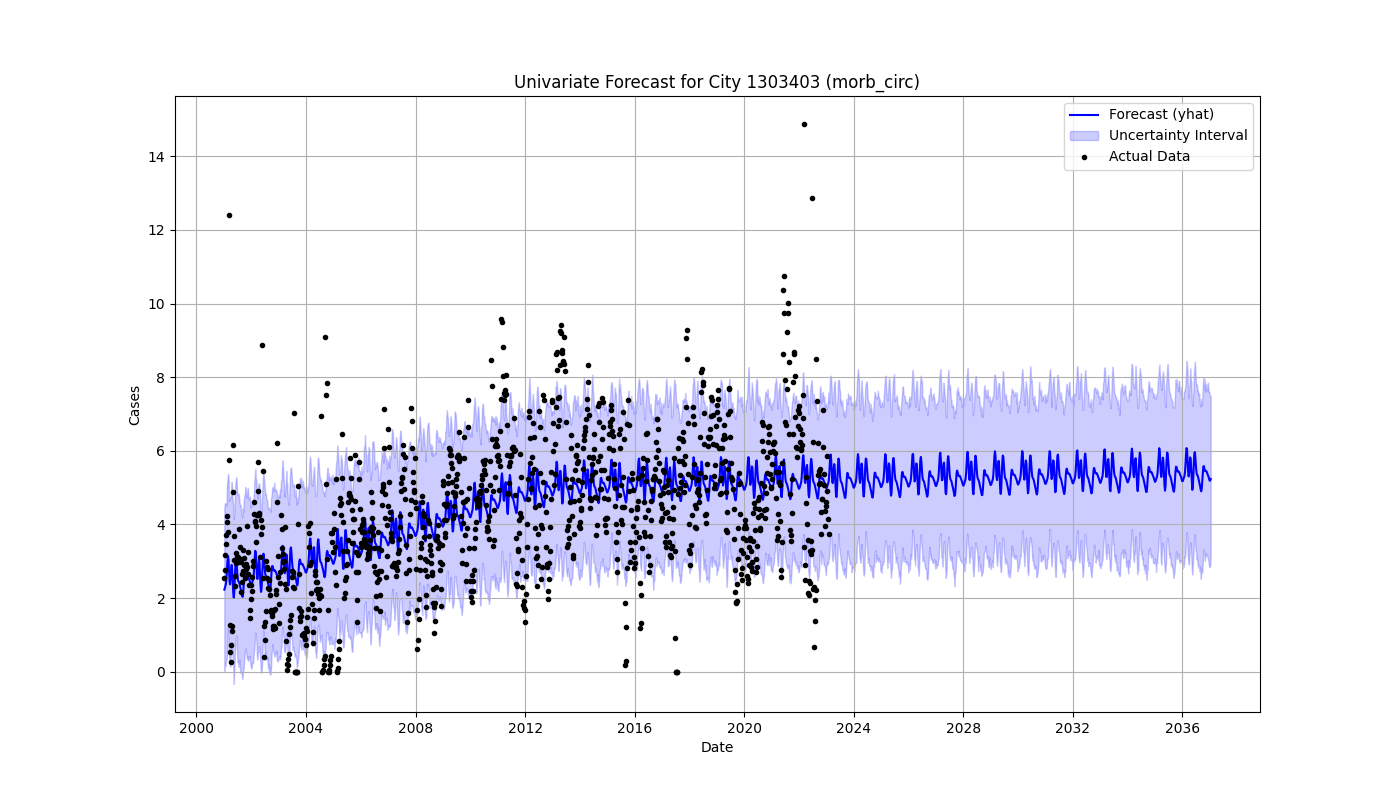 Univariate Forecast for City 1303403 (morb_circ)
Forecast (yhat)
Uncertainty Interval
Actual Data
Cases
14
12
10
8
6
4
2
0
2000 2004 2008 2012 2016 2020 2024 2028 2032 2036
Date